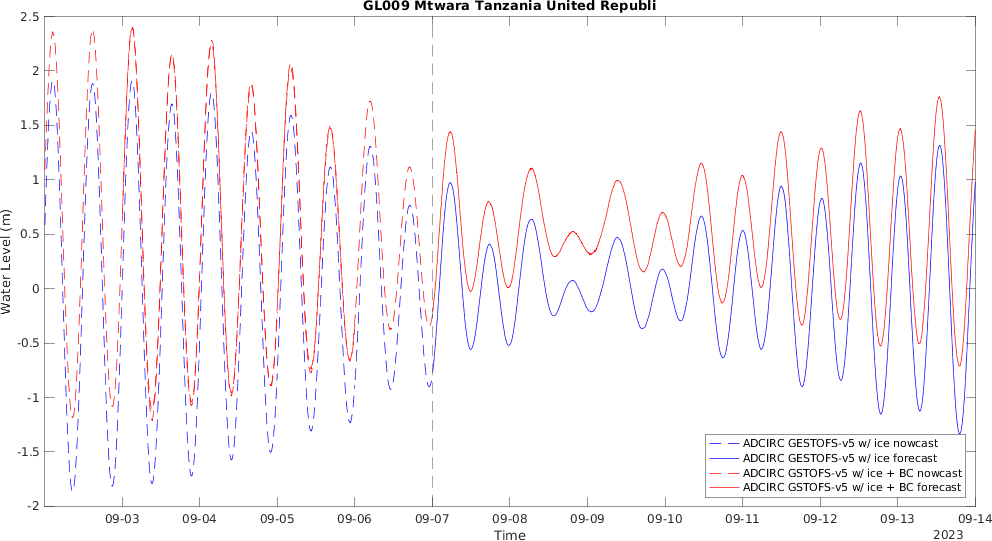 GL009 Mtwara Tanzania United Republi
2.5
2
1.5
1
0.5
0
-0.5
-1
-1.5
-2
Water Level (m)
09-03 09-04 09-05 09-06 09-07 09-08 09-09 09-10 09-11 09-12 09-13 09-14
Time
2023
ADCIRC GESTOFS-v5 w/ ice nowcast
ADCIRC GESTOFS-v5 w/ ice forecast
ADCIRC GSTOFS-v5 w/ ice + BC nowcast
ADCIRC GSTOFS-v5 w/ ice + BC forecast